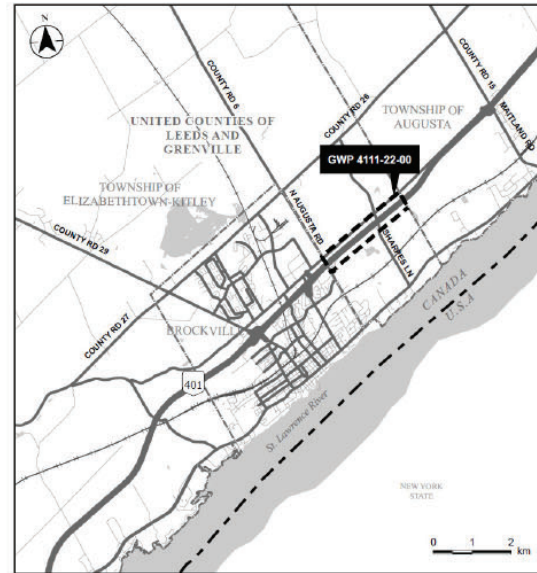 N
COUNTY RD 6
COUNTY RD 26
COUNTY RD 15
MAITLAND RD
TOWNSHIP OF
AUGUSTA
UNITED COUNTIES OF
LEEDS AND
GRENVILLE
GWP 4111-22-00
TOWNSHIP OF
ELIZABETHTOWN-KITLEY
N AUGUSTA RD
SHARPES LN
COUNTY RD 29
CANADA
U.S.A
BROCKVILL
COUNTY RD 27
401
St. Lawrence River
NEW YORK
STATE
0 1 2
km